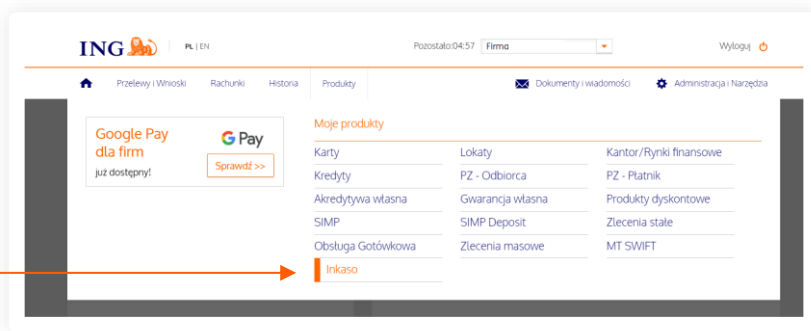 ING PL | EN Pozostało:04:57 Firma Wyloguj
Przelewy i Wnioski Rachunki Historia Produkty Dokumenty i wiadomości Administracja i Narzędzia
Google Pay
dla firm
już dostępny!
G Pay
Sprawdź >>
Moje produkty
Karty Lokaty Kantor/Rynki finansowe
Kredyty PZ - Odbiorca PZ - Płatnik
Akredytywa własna Gwarancja własna Produkty dyskontowe
SIMP SIMP Deposit Zlecenia stałe
Obsługa Gotówkowa Zlecenia masowe MT SWIFT
Inkaso